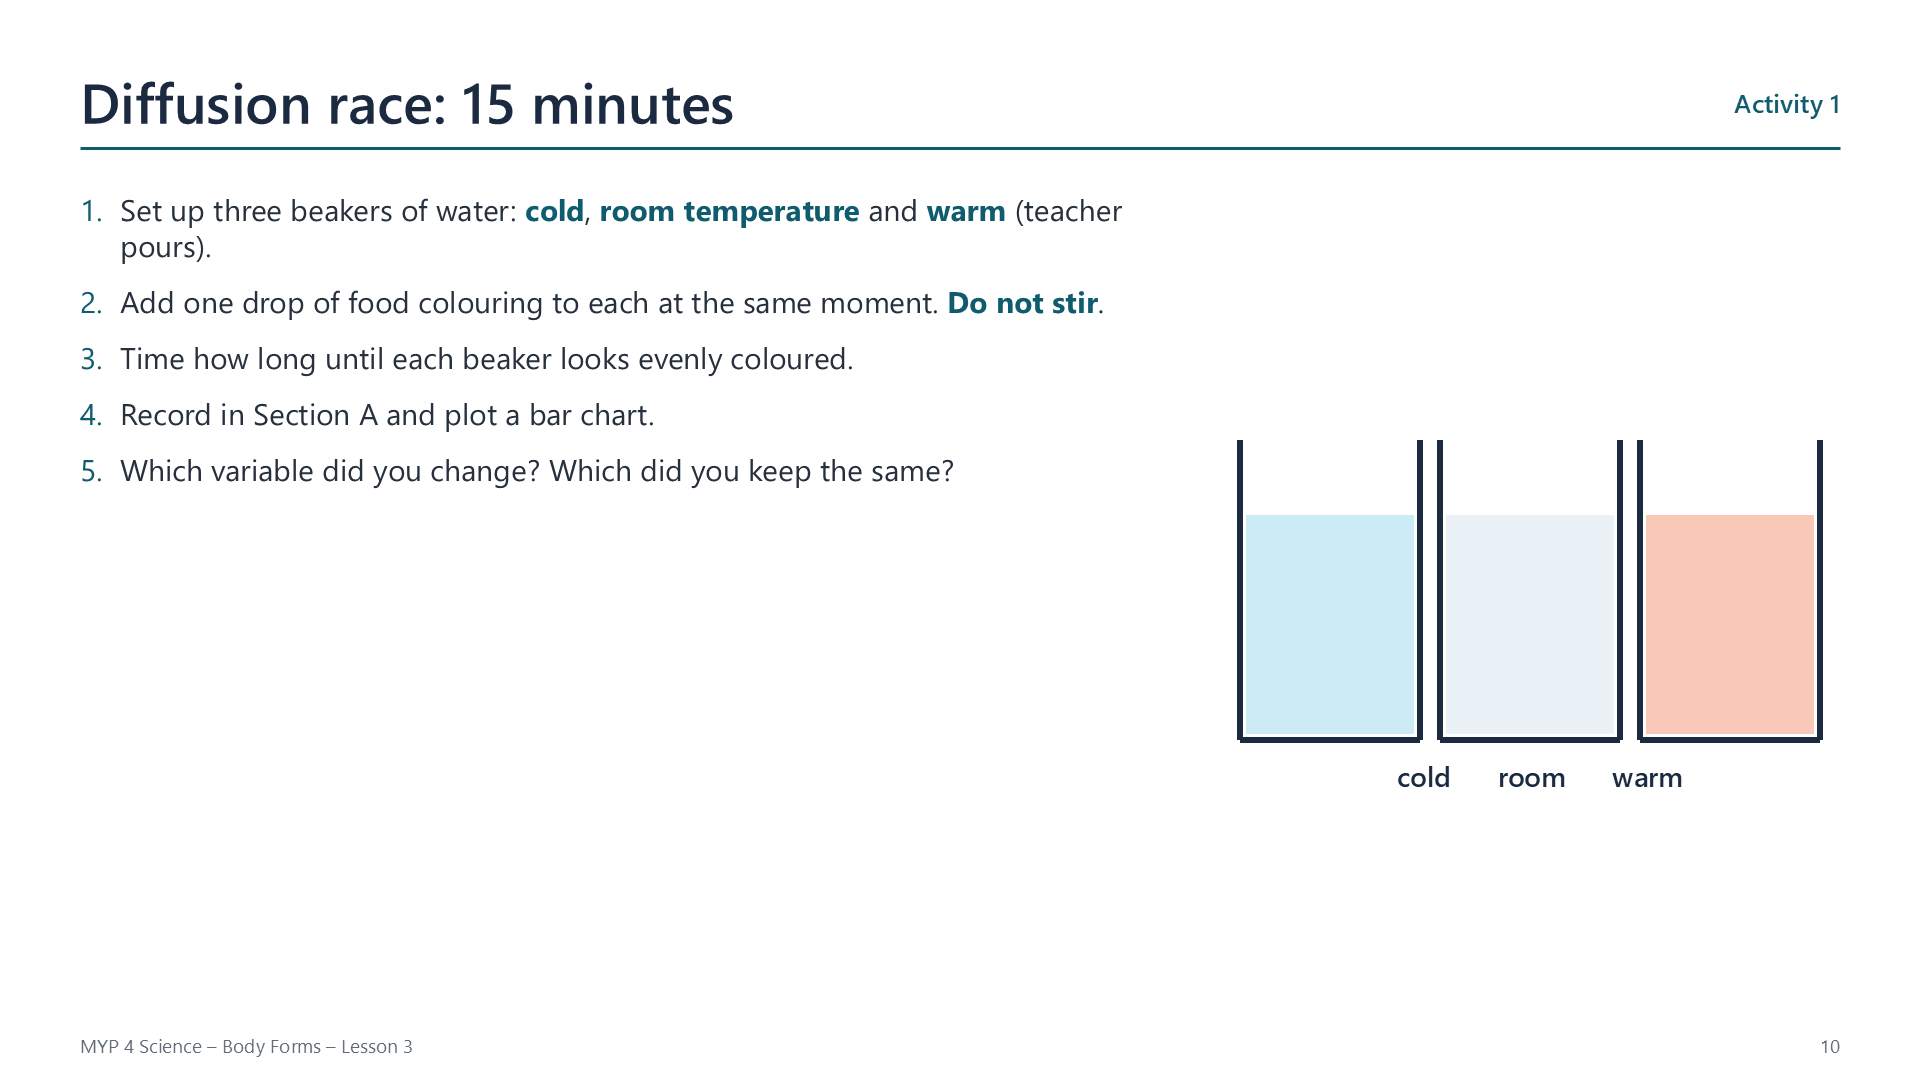 Diffusion race: 15 minutes
Activity 1
1. Set up three beakers of water: cold, room temperature and warm (teacher
pours).
2. Add one drop of food colouring to each at the same moment. Do not stir.
3. Time how long until each beaker looks evenly coloured.
4. Record in Section A and plot a bar chart.
5. Which variable did you change? Which did you keep the same?
cold room warm
MYP 4 Science – Body Forms – Lesson 3
10